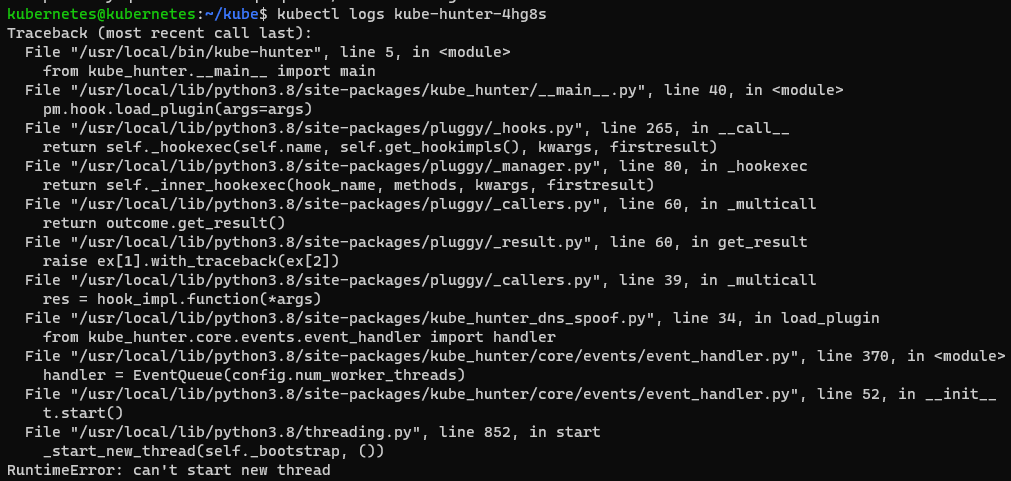 kubernetes@kubernetes:~/kube$ kubectl logs kube-hunter-4hg8s
Traceback (most recent call last):
  File "/usr/local/bin/kube-hunter", line 5, in <module>
    from kube_hunter.__main__ import main
  File "/usr/local/lib/python3.8/site-packages/kube_hunter/__main__.py", line 40, in <module>
    pm.hook.load_plugin(args=args)
  File "/usr/local/lib/python3.8/site-packages/pluggy/_hooks.py", line 265, in __call__
    return self._hookexec(self.name, self.get_hookimpls(), kwargs, firstresult)
  File "/usr/local/lib/python3.8/site-packages/pluggy/_manager.py", line 80, in _hookexec
    return self._inner_hookexec(hook_name, methods, kwargs, firstresult)
  File "/usr/local/lib/python3.8/site-packages/pluggy/_callers.py", line 60, in _multicall
    return outcome.get_result()
  File "/usr/local/lib/python3.8/site-packages/pluggy/_result.py", line 60, in get_result
    raise ex[1].with_traceback(ex[2])
  File "/usr/local/lib/python3.8/site-packages/pluggy/_callers.py", line 39, in _multicall
    res = hook_impl.function(*args)
  File "/usr/local/lib/python3.8/site-packages/kube_hunter_dns_spoof.py", line 34, in load_plugin
    from kube_hunter.core.events.event_handler import handler
  File "/usr/local/lib/python3.8/site-packages/kube_hunter/core/events/event_handler.py", line 370, in <module>
    handler = EventQueue(config.num_worker_threads)
  File "/usr/local/lib/python3.8/site-packages/kube_hunter/core/events/event_handler.py", line 52, in __init__
    t.start()
  File "/usr/local/lib/python3.8/threading.py", line 852, in start
    _start_new_thread(self._bootstrap, ())
RuntimeError: can't start new thread